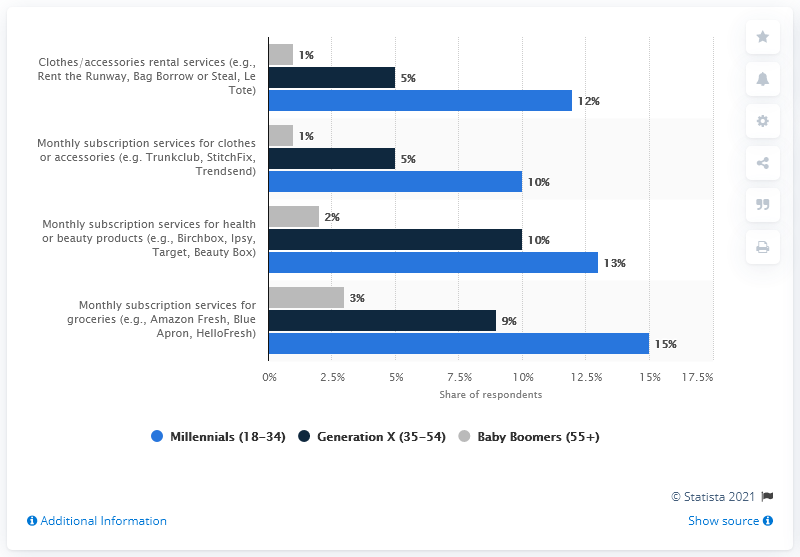 Clothes/accessories rental services (e.g.,
Rent the Runway, Bag Borrow or Steal, Le
Tote)
1%
5%
12%
Monthly subscription services for clothes
or accessories (e.g. Trunkclub, StitchFix,
Trendsend)
1%
5%
10%
Monthly subscription services for health
or beauty products (e.g., Birchbox, Ipsy,
Target, Beauty Box)
2%
10%
13%
Monthly subscription services for
groceries (e.g., Amazon Fresh, Blue
Apron, HelloFresh)
3%
9%
15%
0% 2.5% 5% 7.5% 10% 12.5% 15% 17.5%
Share of respondents
Millennials (18-34) Generation X (35-54) Baby Boomers (55+)
© Statista 2021
Additional Information Show source